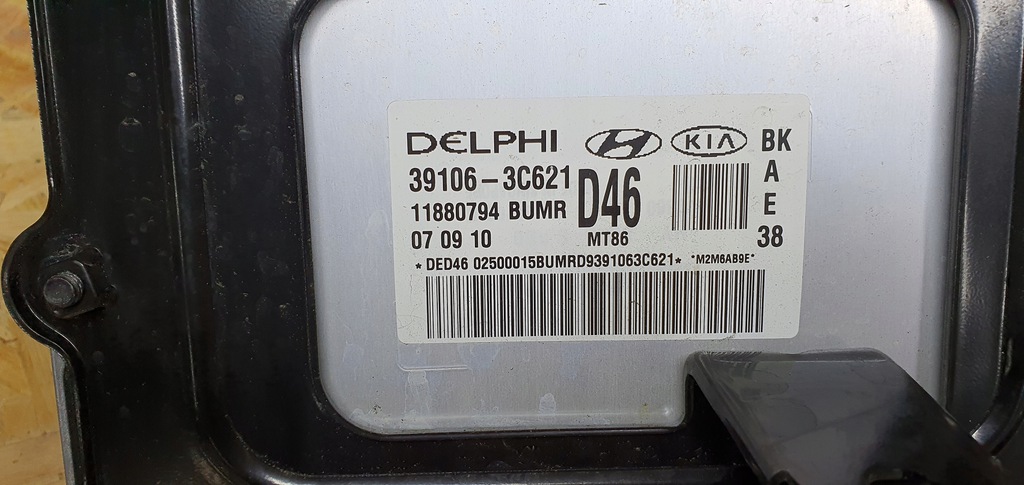 DELPHI KIA BK
39106-3C621 D46 A
11880794 BUMR E
07 09 10 MT86 38
*DED46 02500015BUMRD9391063C621* *M2M6AB9E*